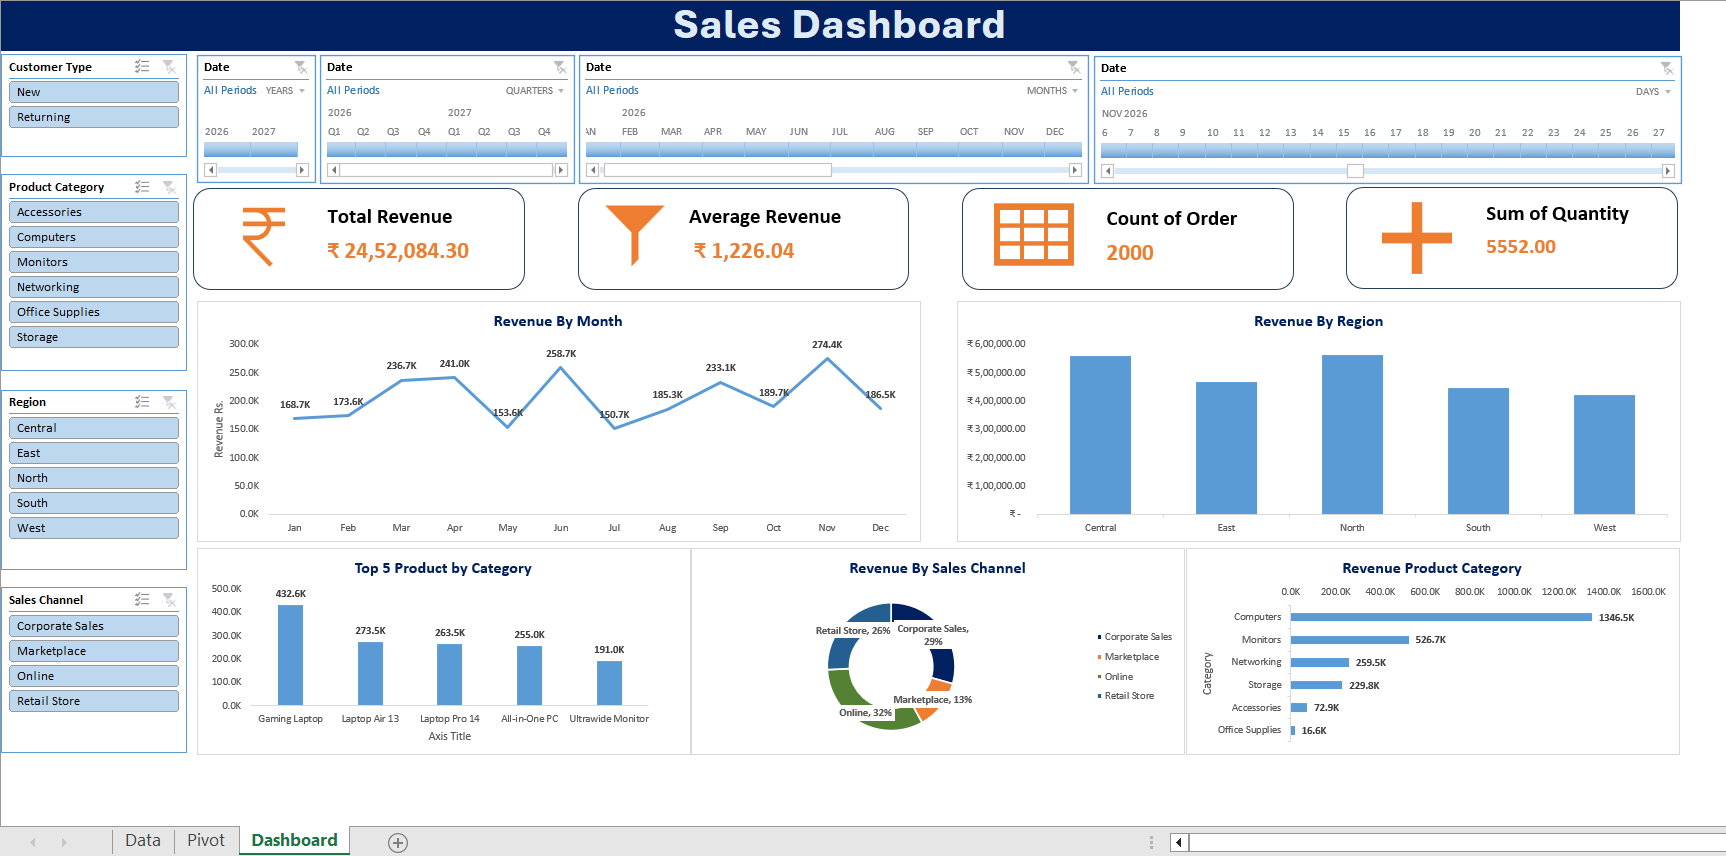 Sales Dashboard
Customer Type
New
Returning
Product Category
Accessories
Computers
Monitors
Networking
Office Supplies
Storage
Region
Central
East
North
South
West
Sales Channel
Corporate Sales
Marketplace
Online
Retail Store
Date
All Periods YEARS
2026 2027
Date
All Periods QUARTERS
2026 2027
Q1 Q2 Q3 Q4 Q1 Q2 Q3 Q4
Date
All Periods MONTHS
2026
AN FEB MAR APR MAY JUN JUL AUG SEP OCT NOV DEC
Date
All Periods DAYS
NOV 2026
6 7 8 9 10 11 12 13 14 15 16 17 18 19 20 21 22 23 24 25 26 27
Total Revenue
₹ 24,52,084.30
Average Revenue
₹ 1,226.04
Count of Order
2000
Sum of Quantity
5552.00
Revenue By Month
Revenue Rs.
300.0K
250.0K
200.0K
150.0K
100.0K
50.0K
0.0K
168.7K 173.6K 236.7K 241.0K 153.6K 258.7K 150.7K 185.3K 233.1K 189.7K 274.4K 186.5K
Jan Feb Mar Apr May Jun Jul Aug Sep Oct Nov Dec
Revenue By Region
₹ 6,00,000.00
₹ 5,00,000.00
₹ 4,00,000.00
₹ 3,00,000.00
₹ 2,00,000.00
₹ 1,00,000.00
₹ -
Central East North South West
Top 5 Product by Category
500.0K
400.0K
300.0K
200.0K
100.0K
0.0K
432.6K 273.5K 263.5K 255.0K 191.0K
Gaming Laptop Laptop Air 13 Laptop Pro 14 All-in-One PC Ultrawide Monitor
Axis Title
Revenue By Sales Channel
Retail Store, 26%
Corporate Sales,
29%
Marketplace, 13%
Online, 32%
Corporate Sales
Marketplace
Online
Retail Store
Revenue Product Category
0.0K 200.0K 400.0K 600.0K 800.0K 1000.0K 1200.0K 1400.0K 1600.0K
Category
Computers 1346.5K
Monitors 526.7K
Networking 259.5K
Storage 229.8K
Accessories 72.9K
Office Supplies 16.6K
Data Pivot Dashboard